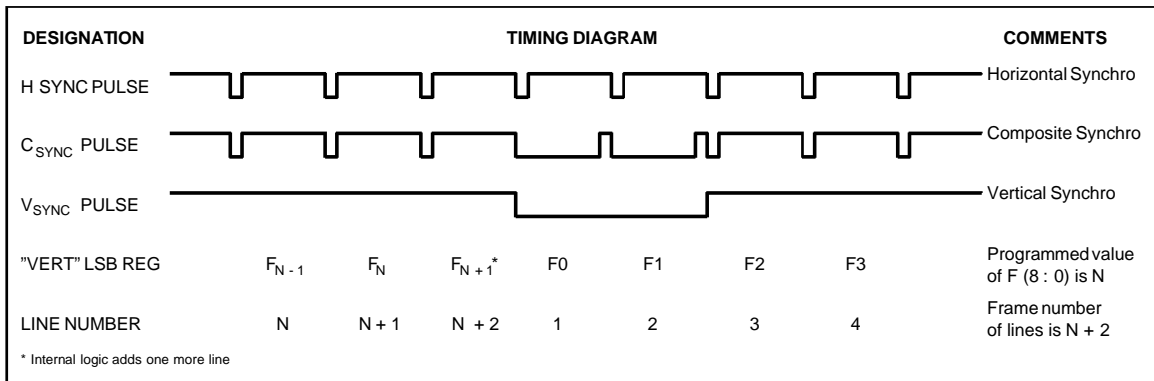 DESIGNATION TIMING DIAGRAM COMMENTS
H SYNC PULSE Horizontal Synchro
CSYNC PULSE Composite Synchro
VSYNC PULSE Vertical Synchro
"VERT" LSB REG FN - 1 FN FN + 1* F0 F1 F2 F3 Programmed value
of F (8 : 0) is N
LINE NUMBER N N + 1 N + 2 1 2 3 4 Frame number
of lines is N + 2
* Internal logic adds one more line